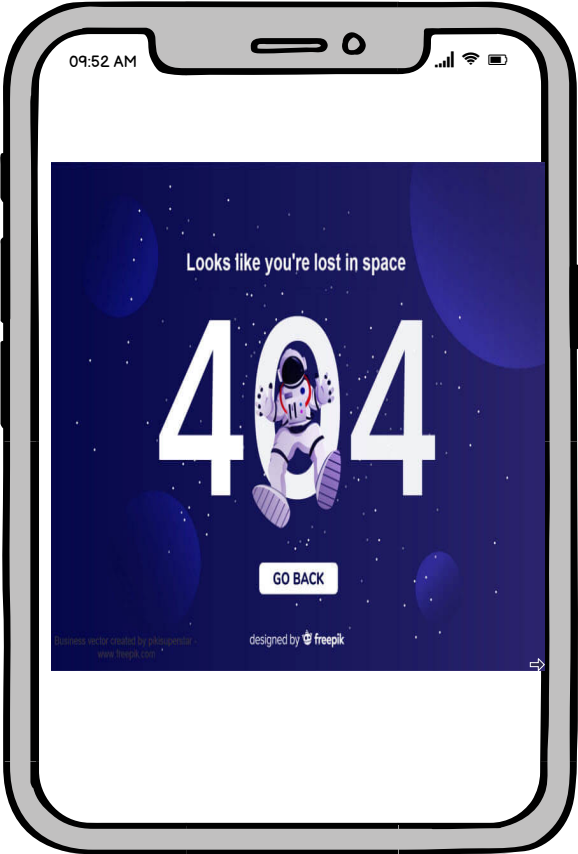 09:52 AM
Looks like you're lost in space
404
GO BACK
designed by freepik
Business vector created by pikisuperstar -
www.freepik.com